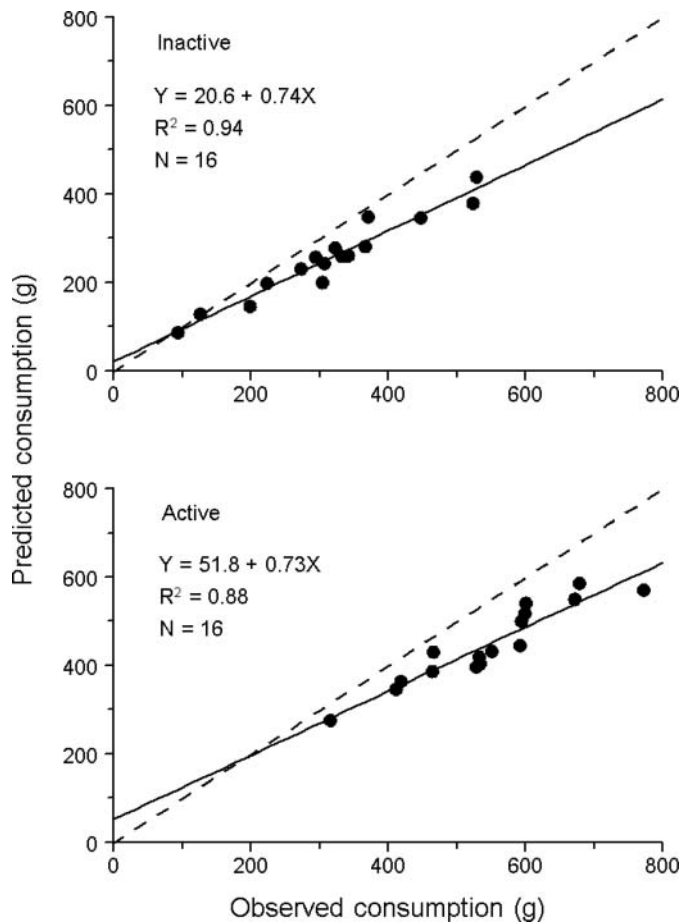 800
Inactive
Y = 20.6 + 0.74X
600
R² = 0.94
N = 16
400
200
0
0 200 400 600 800
Predicted consumption (g)
800
Active
Y = 51.8 + 0.73X
600
R² = 0.88
N = 16
400
200
0
0 200 400 600 800
Observed consumption (g)